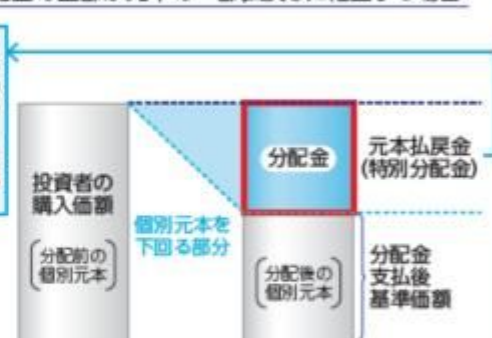 分配金
元本払戻金
(特別分配金)
投資者の
購入価額
(分配前の
個別元本)
個別元本を
下回る部分
(分配後の
個別元本)
分配金
支払後
基準価額